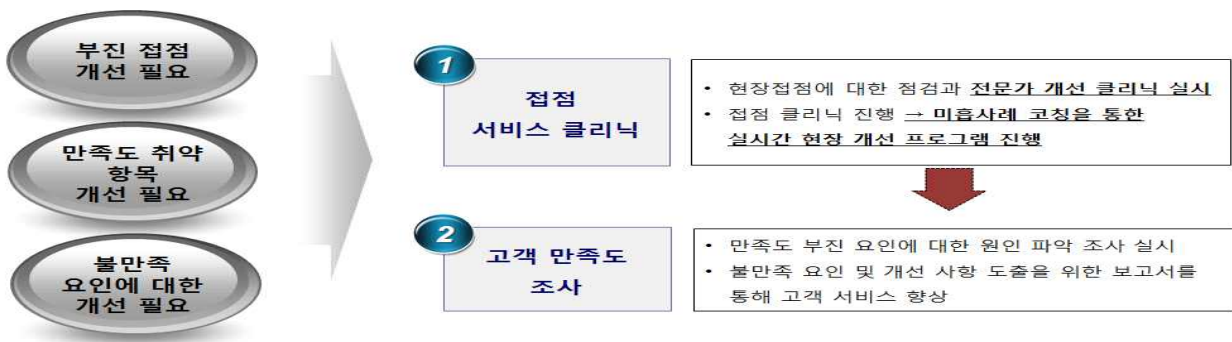 부진 접점
개선 필요
만족도 취약
항목
개선 필요
불만족
요인에 대한
개선 필요
1
접점
서비스 클리닉
• 현장접점에 대한 점검과 전문가 개선 클리닉 실시
• 접점 클리닉 진행 → 미흡사례 코칭을 통한
실시간 현장 개선 프로그램 진행
2
고객 만족도
조사
• 만족도 부진 요인에 대한 원인 파악 조사 실시
• 불만족 요인 및 개선 사항 도출을 위한 보고서를
통해 고객 서비스 향상